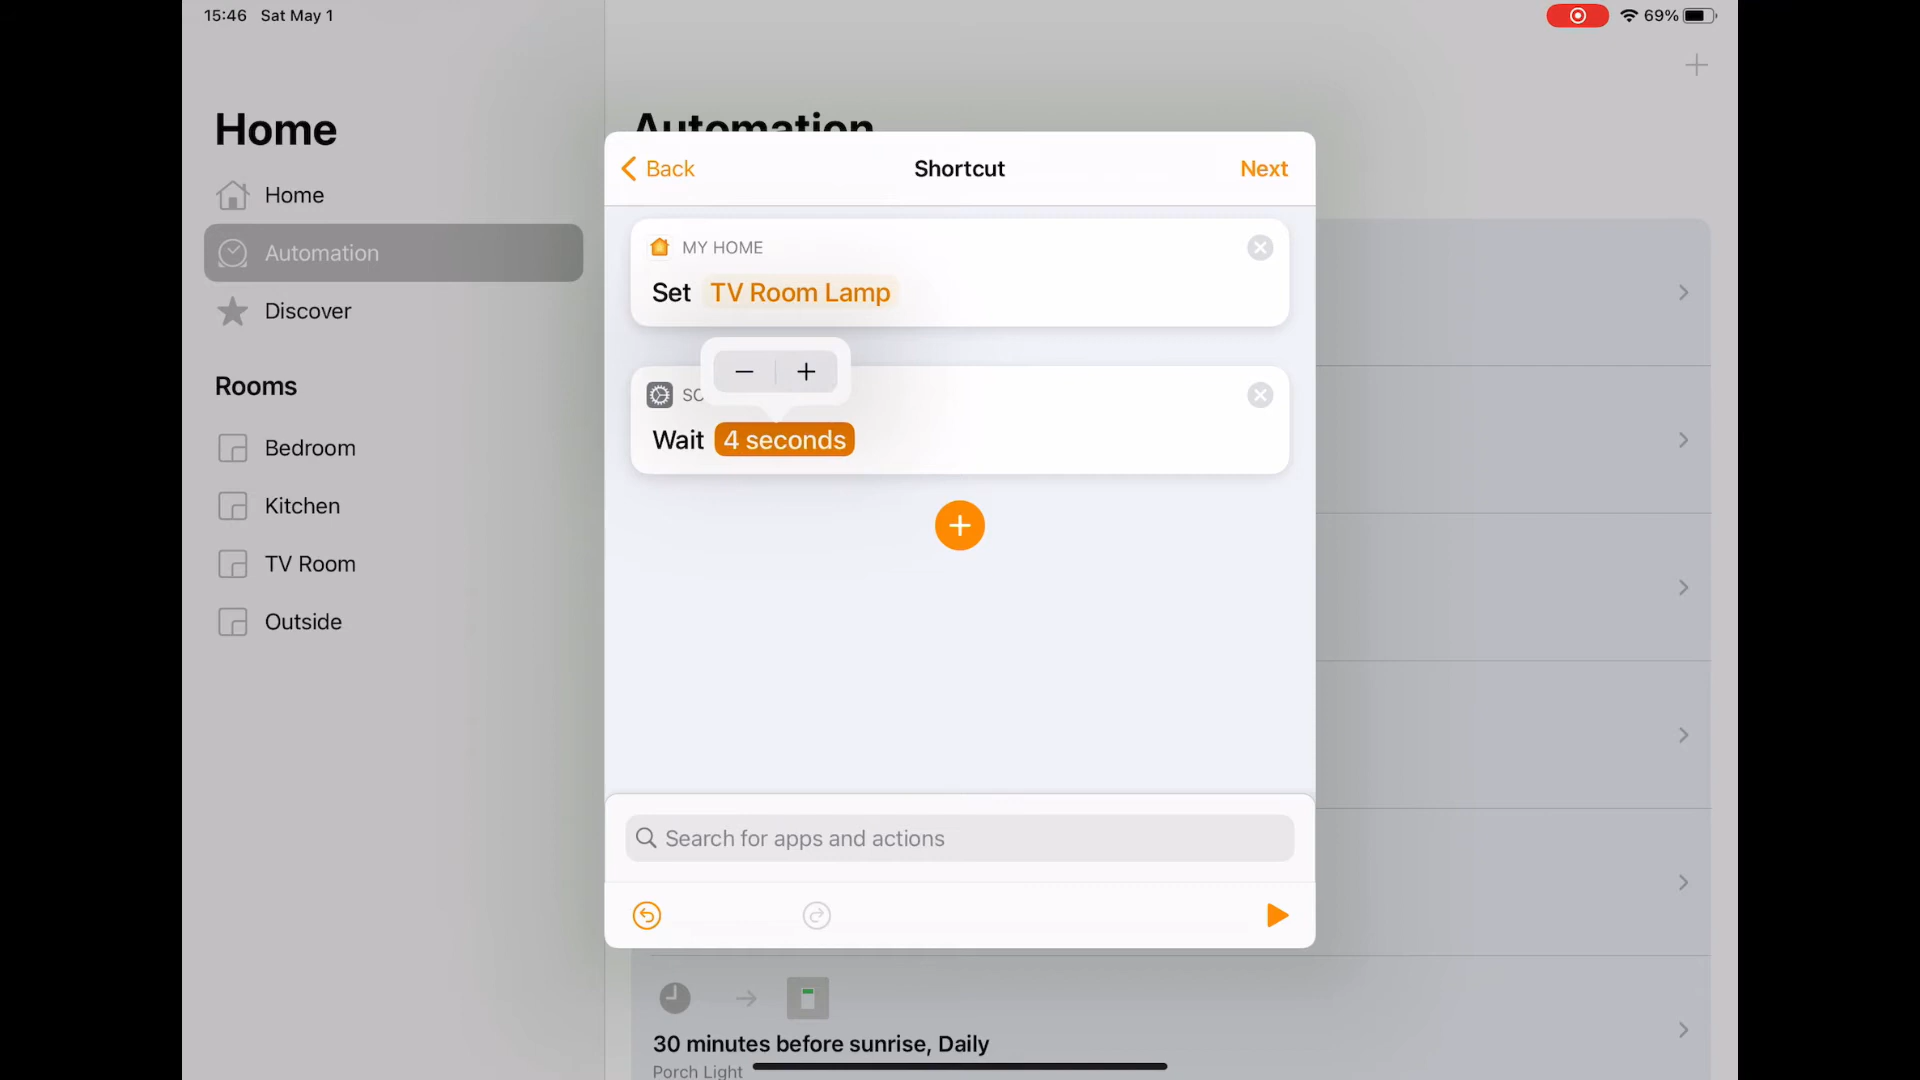 15:46 Sat May 1
69%
Home
Home
Automation
Discover
Rooms
Bedroom
Kitchen
TV Room
Outside
Automation
Back
Shortcut
Next
MY HOME
Set TV Room Lamp
− +
SC
Wait 4 seconds
Search for apps and actions
30 minutes before sunrise, Daily
Porch Light